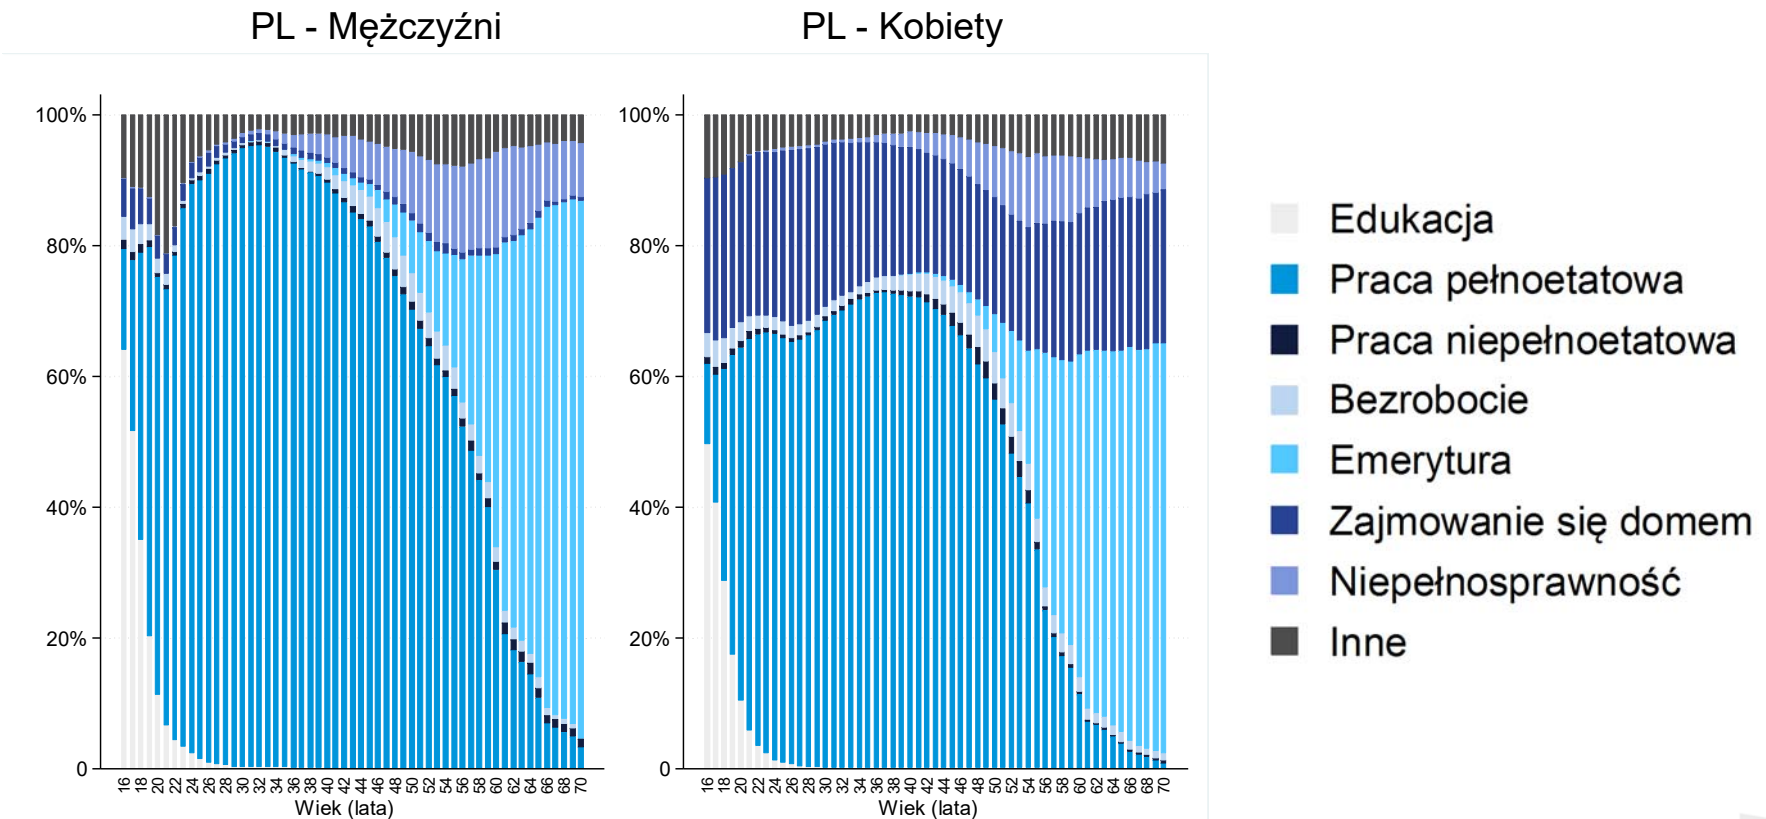 PL - Mężczyźni
PL - Kobiety
100%
80%
60%
40%
20%
0
16 18 20 22 24 26 28 30 32 34 36 38 40 42 44 46 48 50 52 54 56 58 60 62 64 66 68 70
Wiek (lata)
100%
80%
60%
40%
20%
0
16 18 20 22 24 26 28 30 32 34 36 38 40 42 44 46 48 50 52 54 56 58 60 62 64 66 68 70
Wiek (lata)
Edukacja
Praca pełnoetatowa
Praca niepełnoetatowa
Bezrobocie
Emerytura
Zajmowanie się domem
Niepełnosprawność
Inne